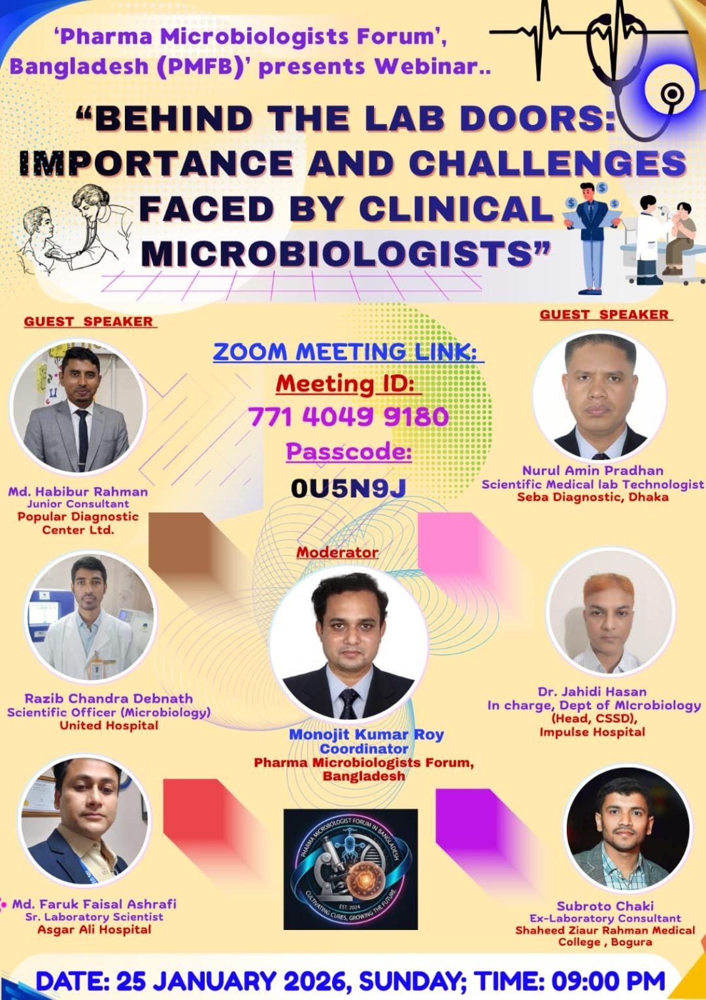 ‘Pharma Microbiologists Forum’,
Bangladesh (PMFB)’ presents Webinar..
“BEHIND THE LAB DOORS:
IMPORTANCE AND CHALLENGES
FACED BY CLINICAL
MICROBIOLOGISTS”
GUEST SPEAKER
GUEST SPEAKER
ZOOM MEETING LINK:
Meeting ID:
771 4049 9180
Passcode:
0U5N9J
Md. Habibur Rahman
Junior Consultant
Popular Diagnostic
Center Ltd.
Nurul Amin Pradhan
Scientific Medical lab Technologist
Seba Diagnostic, Dhaka
Moderator
Razib Chandra Debnath
Scientific Officer (Microbiology)
United Hospital
Monojit Kumar Roy
Coordinator
Pharma Microbiologists Forum,
Bangladesh
Dr. Jahidi Hasan
In charge, Dept of MIcrobiology
(Head, CSSD),
Impulse Hospital
PHARMA MICROBIOLOGIST FORUM IN BANGLADESH
EST. 2024
CULTIVATING CURES, GROWING THE FUTURE.
Md. Faruk Faisal Ashrafi
Sr. Laboratory Scientist
Asgar Ali Hospital
Subroto Chaki
Ex-Laboratory Consultant
Shaheed Ziaur Rahman Medical
College , Bogura
DATE: 25 JANUARY 2026, SUNDAY; TIME: 09:00 PM